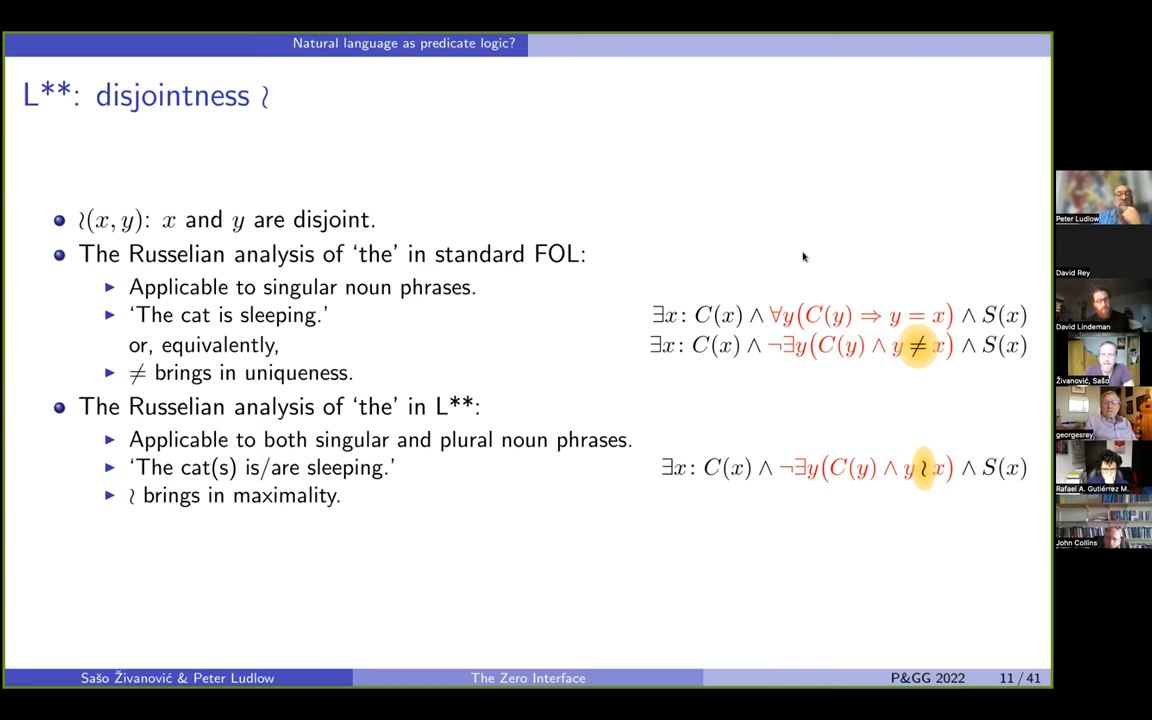 Natural language as predicate logic?
L**: disjointness ≀
≀(x, y): x and y are disjoint.
The Russelian analysis of ‘the’ in standard FOL:
Applicable to singular noun phrases.
‘The cat is sleeping.’ ∃x: C(x) ∧ ∀y(C(y) ⇒ y = x) ∧ S(x)
or, equivalently, ∃x: C(x) ∧ ¬∃y(C(y) ∧ y ≠ x) ∧ S(x)
≠ brings in uniqueness.
The Russelian analysis of ‘the’ in L**:
Applicable to both singular and plural noun phrases.
‘The cat(s) is/are sleeping.’ ∃x: C(x) ∧ ¬∃y(C(y) ∧ y ≀ x) ∧ S(x)
≀ brings in maximality.
Sašo Živanović & Peter Ludlow The Zero Interface P&GG 2022 11 / 41
Peter Ludlow
David Rey
David Lindeman
Živanović, Sašo
georgesrey
Rafael A. Gutiérrez M.
John Collins